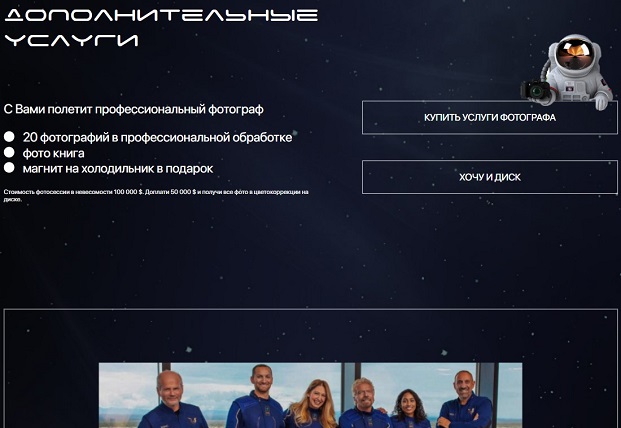 ДОПОЛНИТЕЛЬНЫЕ
УСЛУГИ
С Вами полетит профессиональный фотограф
20 фотографий в профессиональной обработке
фото книга
магнит на холодильник в подарок
Стоимость фотосессии в невесомости 100 000 $. Доплати 50 000 $ и получи все фото в цветокоррекции на
диске.
КУПИТЬ УСЛУГИ ФОТОГРАФА
ХОЧУ И ДИСК